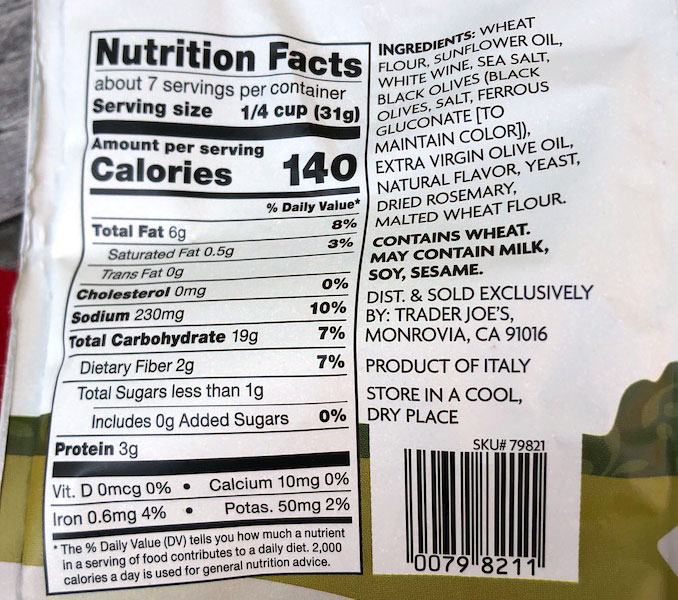 Nutrition Facts
about 7 servings per container
Serving size 1/4 cup (31g)
Amount per serving
Calories 140
% Daily Value*
Total Fat 6g 8%
Saturated Fat 0.5g 3%
Trans Fat 0g
Cholesterol 0mg 0%
Sodium 230mg 10%
Total Carbohydrate 19g 7%
Dietary Fiber 2g 7%
Total Sugars less than 1g
Includes 0g Added Sugars 0%
Protein 3g
Vit. D 0mcg 0% • Calcium 10mg 0%
Iron 0.6mg 4% • Potas. 50mg 2%
* The % Daily Value (DV) tells you how much a nutrient
in a serving of food contributes to a daily diet. 2,000
calories a day is used for general nutrition advice.
INGREDIENTS: WHEAT
FLOUR, SUNFLOWER OIL,
WHITE WINE, SEA SALT,
BLACK OLIVES (BLACK
OLIVES, SALT, FERROUS
GLUCONATE [TO
MAINTAIN COLOR]),
EXTRA VIRGIN OLIVE OIL,
NATURAL FLAVOR, YEAST,
DRIED ROSEMARY,
MALTED WHEAT FLOUR.
CONTAINS WHEAT.
MAY CONTAIN MILK,
SOY, SESAME.
DIST. & SOLD EXCLUSIVELY
BY: TRADER JOE'S,
MONROVIA, CA 91016
PRODUCT OF ITALY
STORE IN A COOL,
DRY PLACE
SKU# 79821
0079 8211